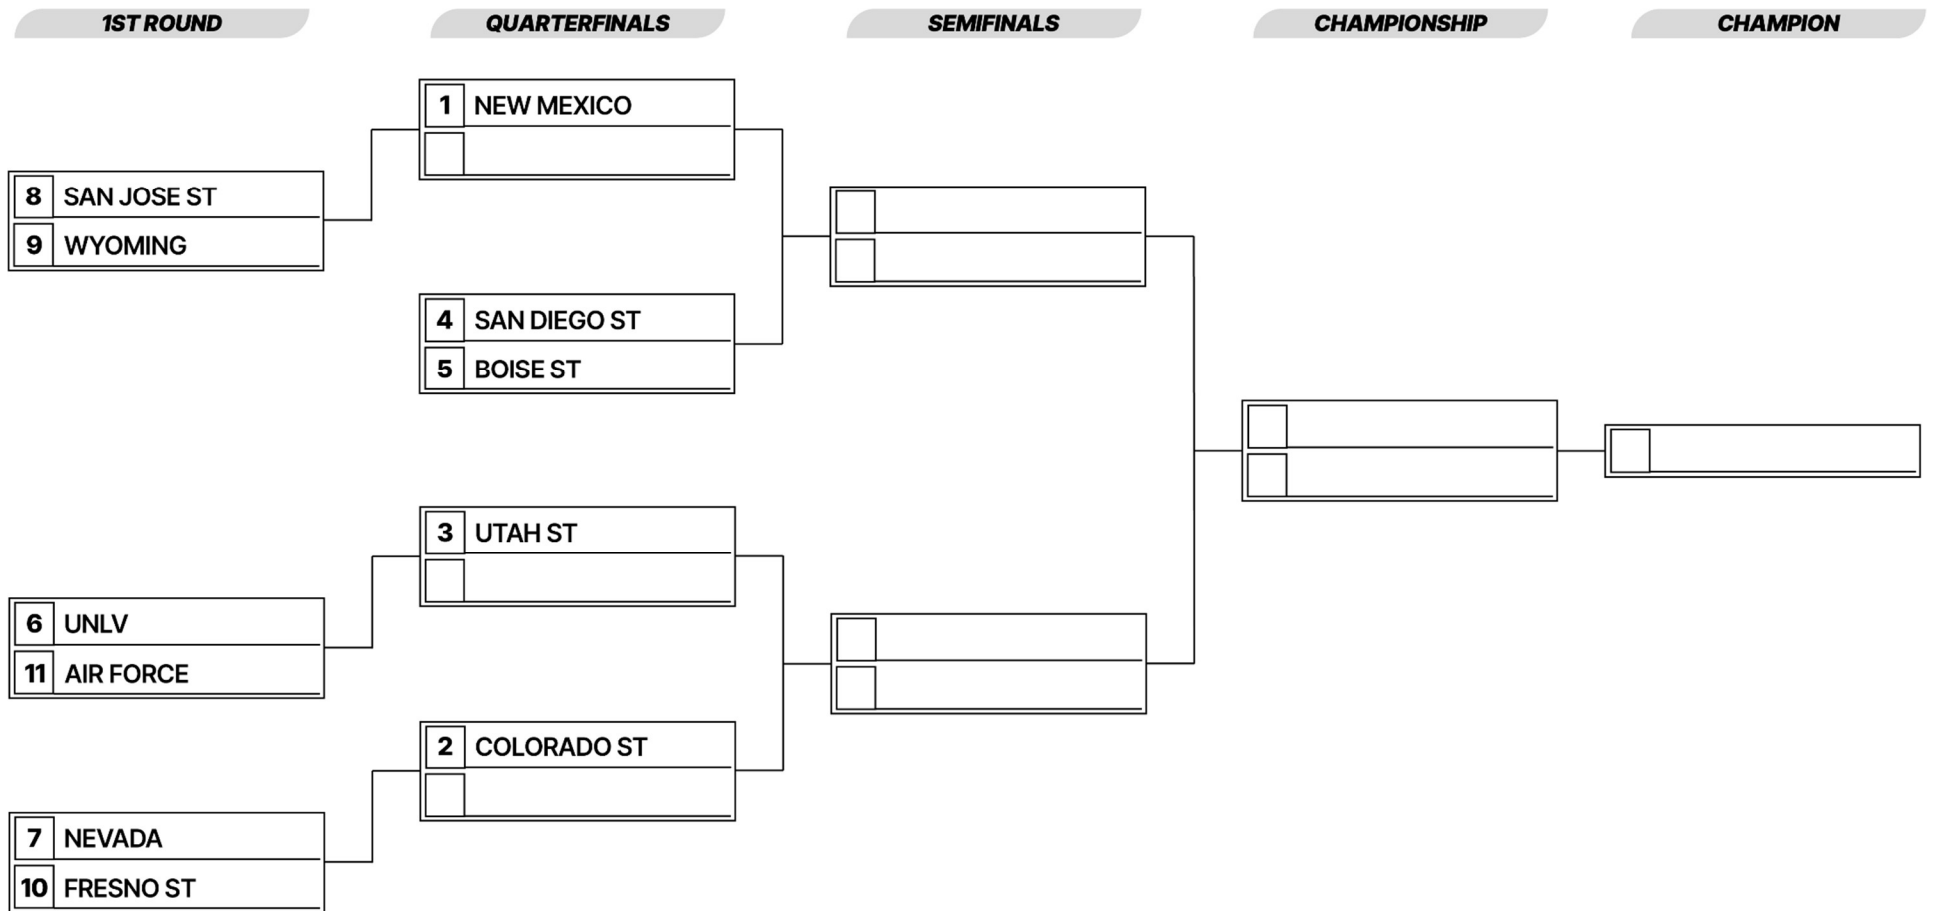 1ST ROUND
QUARTERFINALS
SEMIFINALS
CHAMPIONSHIP
CHAMPION
8 SAN JOSE ST
9 WYOMING
6 UNLV
11 AIR FORCE
7 NEVADA
10 FRESNO ST
1 NEW MEXICO
4 SAN DIEGO ST
5 BOISE ST
3 UTAH ST
2 COLORADO ST